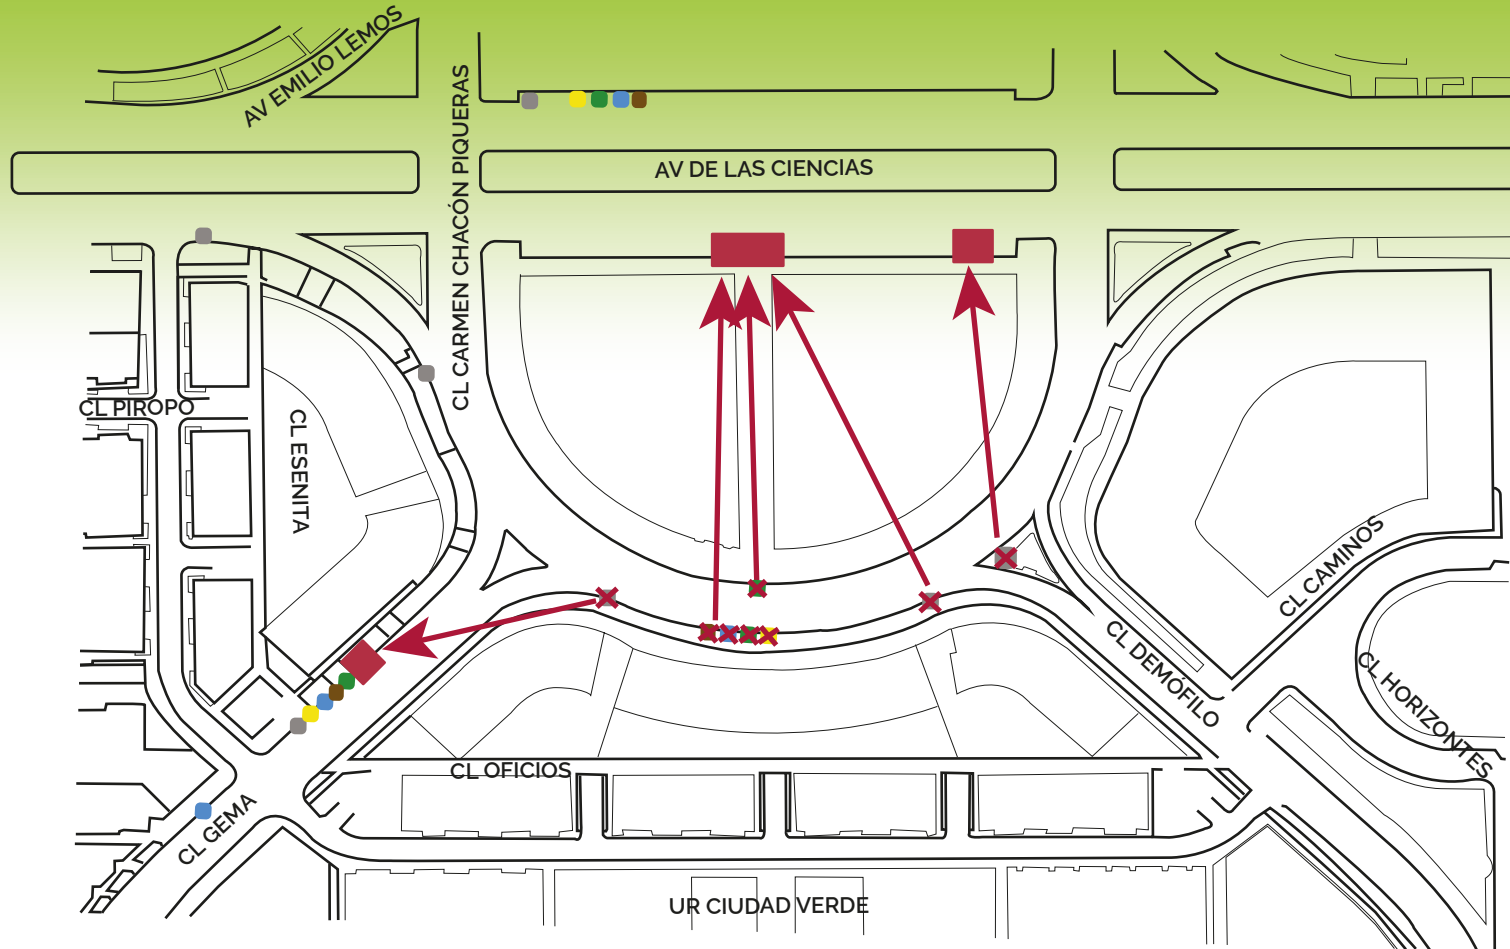 AV EMILIO LEMOS
CL CARMEN CHACÓN PIQUERAS
AV DE LAS CIENCIAS
CL PIROPO
CL ESENITA
CL CAMINOS
CL DEMÓFILO
CL HORIZONTES
CL OFICIOS
CL GEMA
UR CIUDAD VERDE